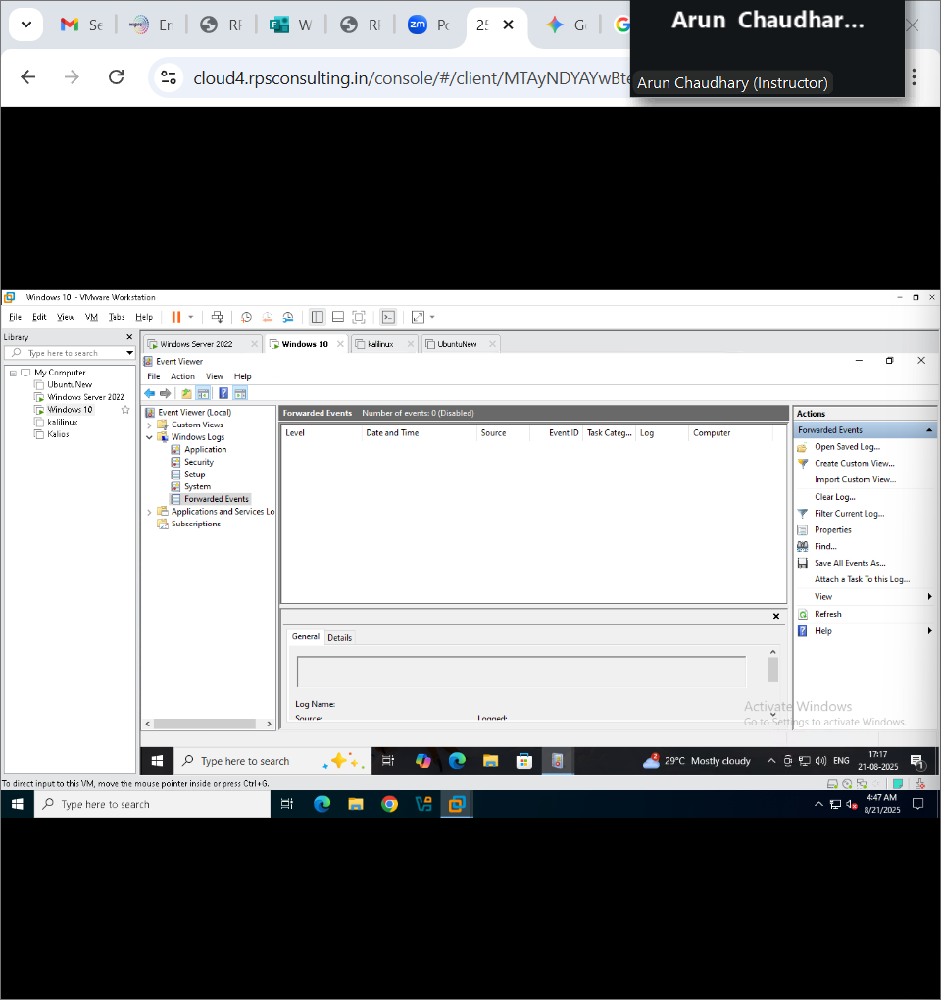 Se
Er
RF
W
RF
zm
Po
25
G
Arun Chaudhar...
cloud4.rpsconsulting.in/console/#/client/MTAyNDYAYwBte
Arun Chaudhary (Instructor)
Windows 10 - VMware Workstation
File Edit View VM Tabs Help
Library
Type here to search
My Computer
UbuntuNew
Windows Server 2022
Windows 10
kalilinux
Kalios
Windows Server 2022
Windows 10
kalilinux
UbuntuNew
Event Viewer
File Action View Help
Event Viewer (Local)
Custom Views
Windows Logs
Application
Security
Setup
System
Forwarded Events
Applications and Services Lo
Subscriptions
Forwarded Events Number of events: 0 (Disabled)
Level Date and Time Source Event ID Task Categ... Log Computer
General Details
Log Name:
Source: Logged:
Actions
Forwarded Events
Open Saved Log...
Create Custom View...
Import Custom View...
Clear Log...
Filter Current Log...
Properties
Find...
Save All Events As...
Attach a Task To this Log...
View
Refresh
Help
Activate Windows
Go to Settings to activate Windows.
Type here to search
2
29°C Mostly cloudy
ENG
17:17
21-08-2025
1
To direct input to this VM, move the mouse pointer inside or press Ctrl+G.
Type here to search
4:47 AM
8/21/2025